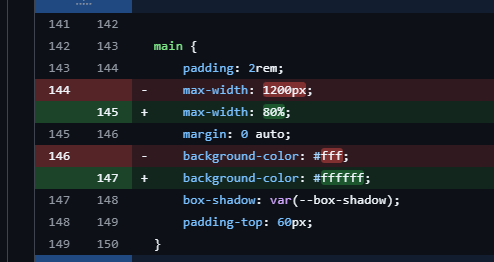 141 142
142 143 main {
143 144 padding: 2rem;
144 - max-width: 1200px;
145 + max-width: 80%;
145 146 margin: 0 auto;
146 - background-color: #fff;
147 + background-color: #ffffff;
147 148 box-shadow: var(--box-shadow);
148 149 padding-top: 60px;
149 150 }